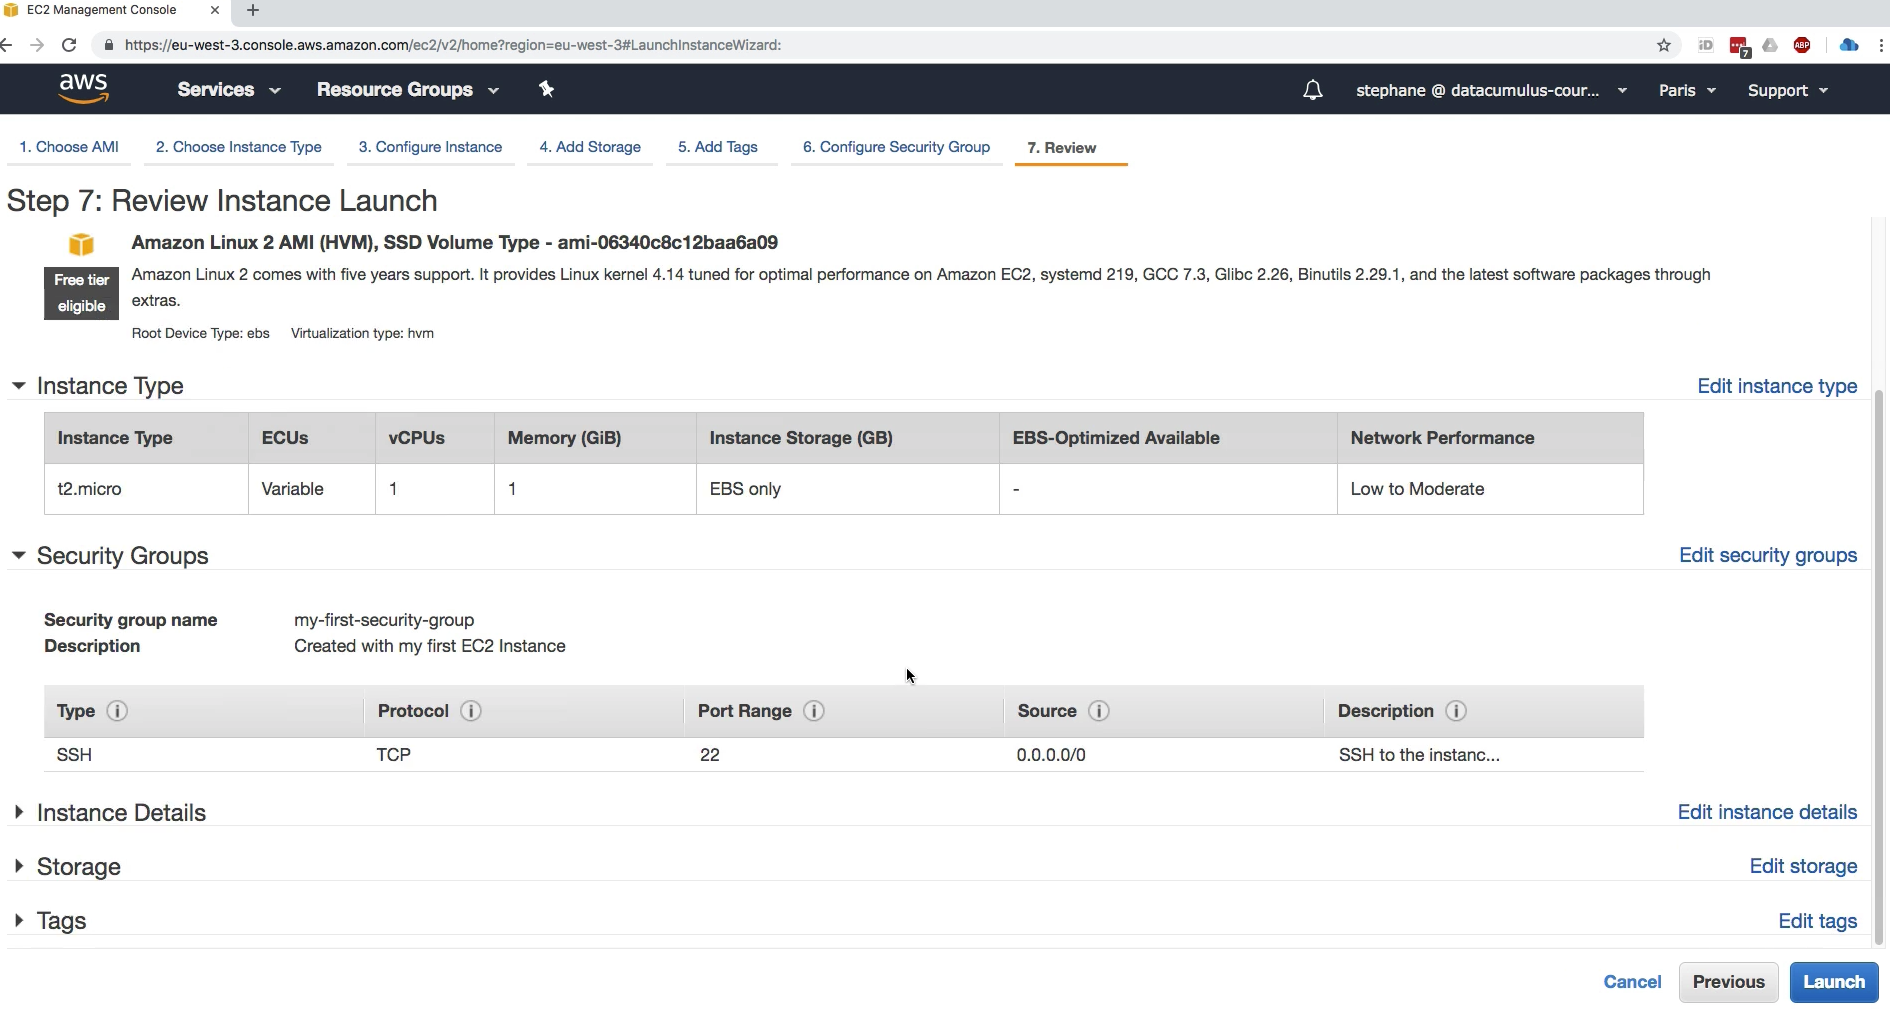 EC2 Management Console
https://eu-west-3.console.aws.amazon.com/ec2/v2/home?region=eu-west-3#LaunchInstanceWizard:
iD
7
ABP
aws
Services
Resource Groups
stephane @ datacumulus-cour...
Paris
Support
1. Choose AMI
2. Choose Instance Type
3. Configure Instance
4. Add Storage
5. Add Tags
6. Configure Security Group
7. Review
Step 7: Review Instance Launch
Amazon Linux 2 AMI (HVM), SSD Volume Type - ami-06340c8c12baa6a09
Free tier
eligible
Amazon Linux 2 comes with five years support. It provides Linux kernel 4.14 tuned for optimal performance on Amazon EC2, systemd 219, GCC 7.3, Glibc 2.26, Binutils 2.29.1, and the latest software packages through
extras.
Root Device Type: ebs Virtualization type: hvm
Instance Type
Edit instance type
Instance Type ECUs vCPUs Memory (GiB) Instance Storage (GB) EBS-Optimized Available Network Performance
t2.micro Variable 1 1 EBS only - Low to Moderate
Security Groups
Edit security groups
Security group name my-first-security-group
Description Created with my first EC2 Instance
Type Protocol Port Range Source Description
SSH TCP 22 0.0.0.0/0 SSH to the instanc...
Instance Details
Edit instance details
Storage
Edit storage
Tags
Edit tags
Cancel
Previous
Launch